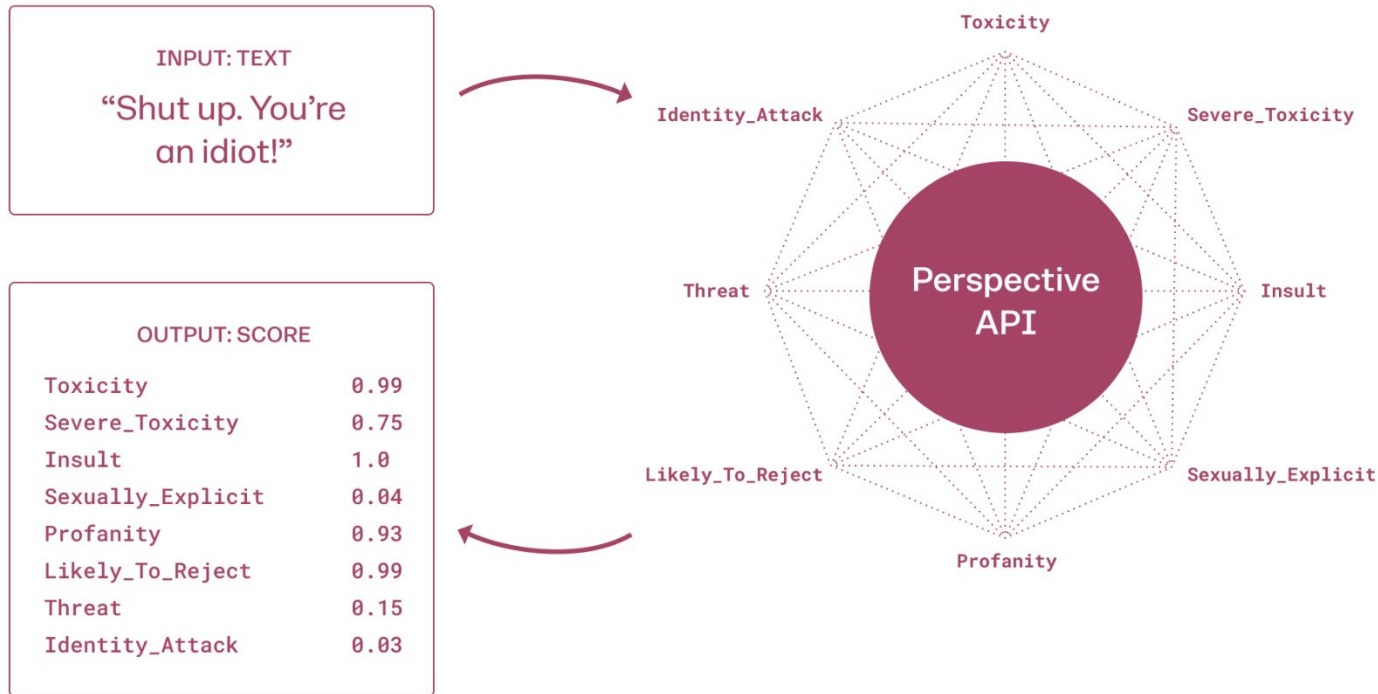 INPUT: TEXT
“Shut up. You’re
an idiot!”
OUTPUT: SCORE
Toxicity 0.99
Severe_Toxicity 0.75
Insult 1.0
Sexually_Explicit 0.04
Profanity 0.93
Likely_To_Reject 0.99
Threat 0.15
Identity_Attack 0.03
Toxicity
Identity_Attack
Severe_Toxicity
Threat
Perspective
API
Insult
Likely_To_Reject
Sexually_Explicit
Profanity